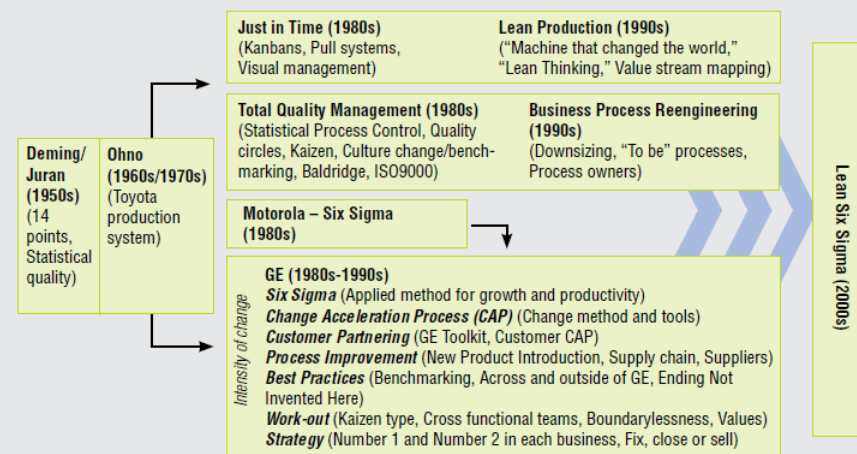 Just in Time (1980s)
(Kanbans, Pull systems,
Visual management)
Lean Production (1990s)
(“Machine that changed the world,”
“Lean Thinking,” Value stream mapping)
Total Quality Management (1980s)
(Statistical Process Control, Quality
circles, Kaizen, Culture change/bench-
marking, Baldridge, ISO9000)
Business Process Reengineering
(1990s)
(Downsizing, “To be” processes,
Process owners)
Deming/
Juran
(1950s)
(14
points,
Statistical
quality)
Ohno
(1960s/1970s)
(Toyota
production
system)
Motorola – Six Sigma
(1980s)
Intensity of change
GE (1980s-1990s)
Six Sigma (Applied method for growth and productivity)
Change Acceleration Process (CAP) (Change method and tools)
Customer Partnering (GE Toolkit, Customer CAP)
Process Improvement (New Product Introduction, Supply chain, Suppliers)
Best Practices (Benchmarking, Across and outside of GE, Ending Not
Invented Here)
Work-out (Kaizen type, Cross functional teams, Boundarylessness, Values)
Strategy (Number 1 and Number 2 in each business, Fix, close or sell)
Lean Six Sigma (2000s)